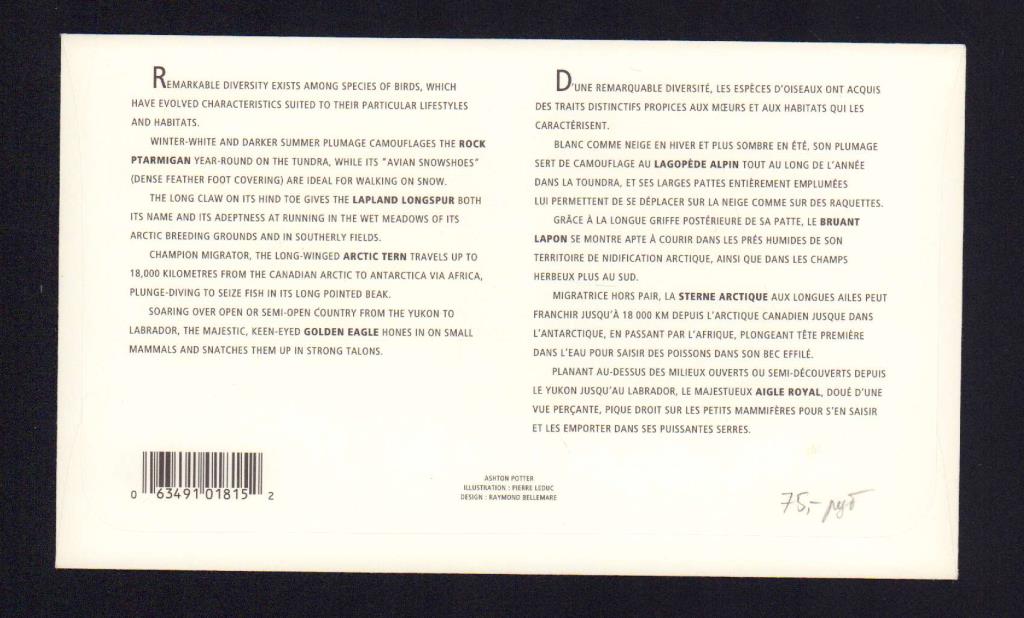 REMARKABLE DIVERSITY EXISTS AMONG SPECIES OF BIRDS, WHICH
HAVE EVOLVED CHARACTERISTICS SUITED TO THEIR PARTICULAR LIFESTYLES
AND HABITATS.
WINTER-WHITE AND DARKER SUMMER PLUMAGE CAMOUFLAGES THE ROCK
PTARMIGAN YEAR-ROUND ON THE TUNDRA, WHILE ITS "AVIAN SNOWSHOES"
(DENSE FEATHER FOOT COVERING) ARE IDEAL FOR WALKING ON SNOW.
THE LONG CLAW ON ITS HIND TOE GIVES THE LAPLAND LONGSPUR BOTH
ITS NAME AND ITS ADEPTNESS AT RUNNING IN THE WET MEADOWS OF ITS
ARCTIC BREEDING GROUNDS AND IN SOUTHERLY FIELDS.
CHAMPION MIGRATOR, THE LONG-WINGED ARCTIC TERN TRAVELS UP TO
18,000 KILOMETRES FROM THE CANADIAN ARCTIC TO ANTARCTICA VIA AFRICA,
PLUNGE-DIVING TO SEIZE FISH IN ITS LONG POINTED BEAK.
SOARING OVER OPEN OR SEMI-OPEN COUNTRY FROM THE YUKON TO
LABRADOR, THE MAJESTIC, KEEN-EYED GOLDEN EAGLE HONES IN ON SMALL
MAMMALS AND SNATCHES THEM UP IN STRONG TALONS.
D'UNE REMARQUABLE DIVERSITÉ, LES ESPÈCES D'OISEAUX ONT ACQUIS
DES TRAITS DISTINCTIFS PROPICES AUX MŒURS ET AUX HABITATS QUI LES
CARACTÉRISENT.
BLANC COMME NEIGE EN HIVER ET PLUS SOMBRE EN ÉTÉ, SON PLUMAGE
SERT DE CAMOUFLAGE AU LAGOPÈDE ALPIN TOUT AU LONG DE L'ANNÉE
DANS LA TOUNDRA, ET SES LARGES PATTES ENTIÈREMENT EMPLUMÉES
LUI PERMETTENT DE SE DÉPLACER SUR LA NEIGE COMME SUR DES RAQUETTES.
GRÂCE À LA LONGUE GRIFFE POSTÉRIEURE DE SA PATTE, LE BRUANT
LAPON SE MONTRE APTE À COURIR DANS LES PRÉS HUMIDES DE SON
TERRITOIRE DE NIDIFICATION ARCTIQUE, AINSI QUE DANS LES CHAMPS
HERBEUX PLUS AU SUD.
MIGRATRICE HORS PAIR, LA STERNE ARCTIQUE AUX LONGUES AILES PEUT
FRANCHIR JUSQU'À 18 000 KM DEPUIS L'ARCTIQUE CANADIEN JUSQUE DANS
L'ANTARCTIQUE, EN PASSANT PAR L'AFRIQUE, PLONGEANT TÊTE PREMIÈRE
DANS L'EAU POUR SAISIR DES POISSONS DANS SON BEC EFFILÉ.
PLANANT AU-DESSUS DES MILIEUX OUVERTS OU SEMI-DÉCOUVERTS DEPUIS
LE YUKON JUSQU'AU LABRADOR, LE MAJESTUEUX AIGLE ROYAL, DOUÉ D'UNE
VUE PERÇANTE, PIQUE DROIT SUR LES PETITS MAMMIFÈRES POUR S'EN SAISIR
ET LES EMPORTER DANS SES PUISSANTES SERRES.
0 63491 01815 2
ASHTON POTTER
ILLUSTRATION : PIERRE LEDUC
DESIGN : RAYMOND BELLEMARE
75,- руб